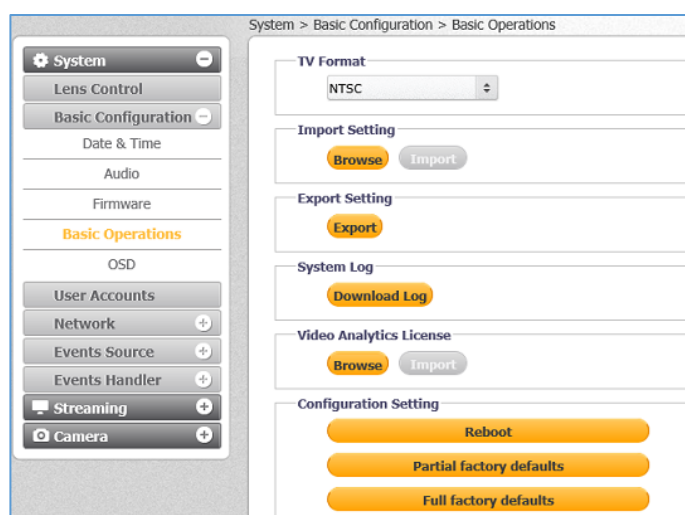 System > Basic Configuration > Basic Operations
System
Lens Control
Basic Configuration
Date & Time
Audio
Firmware
Basic Operations
OSD
User Accounts
Network
Events Source
Events Handler
Streaming
Camera
TV Format
NTSC
Import Setting
Browse Import
Export Setting
Export
System Log
Download Log
Video Analytics License
Browse Import
Configuration Setting
Reboot
Partial factory defaults
Full factory defaults